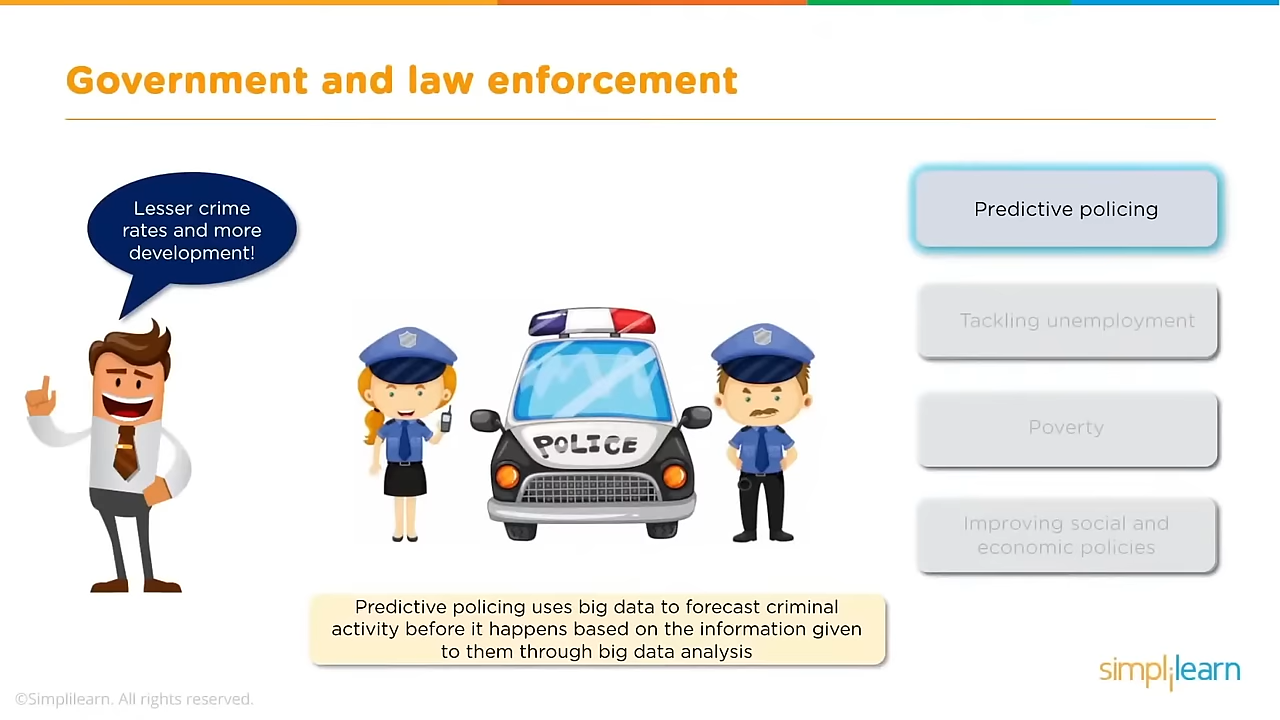 Government and law enforcement
Lesser crime
rates and more
development!
POLICE
Predictive policing
Tackling unemployment
Poverty
Improving social and
economic policies
Predictive policing uses big data to forecast criminal
activity before it happens based on the information given
to them through big data analysis
simplilearn
©Simplilearn. All rights reserved.